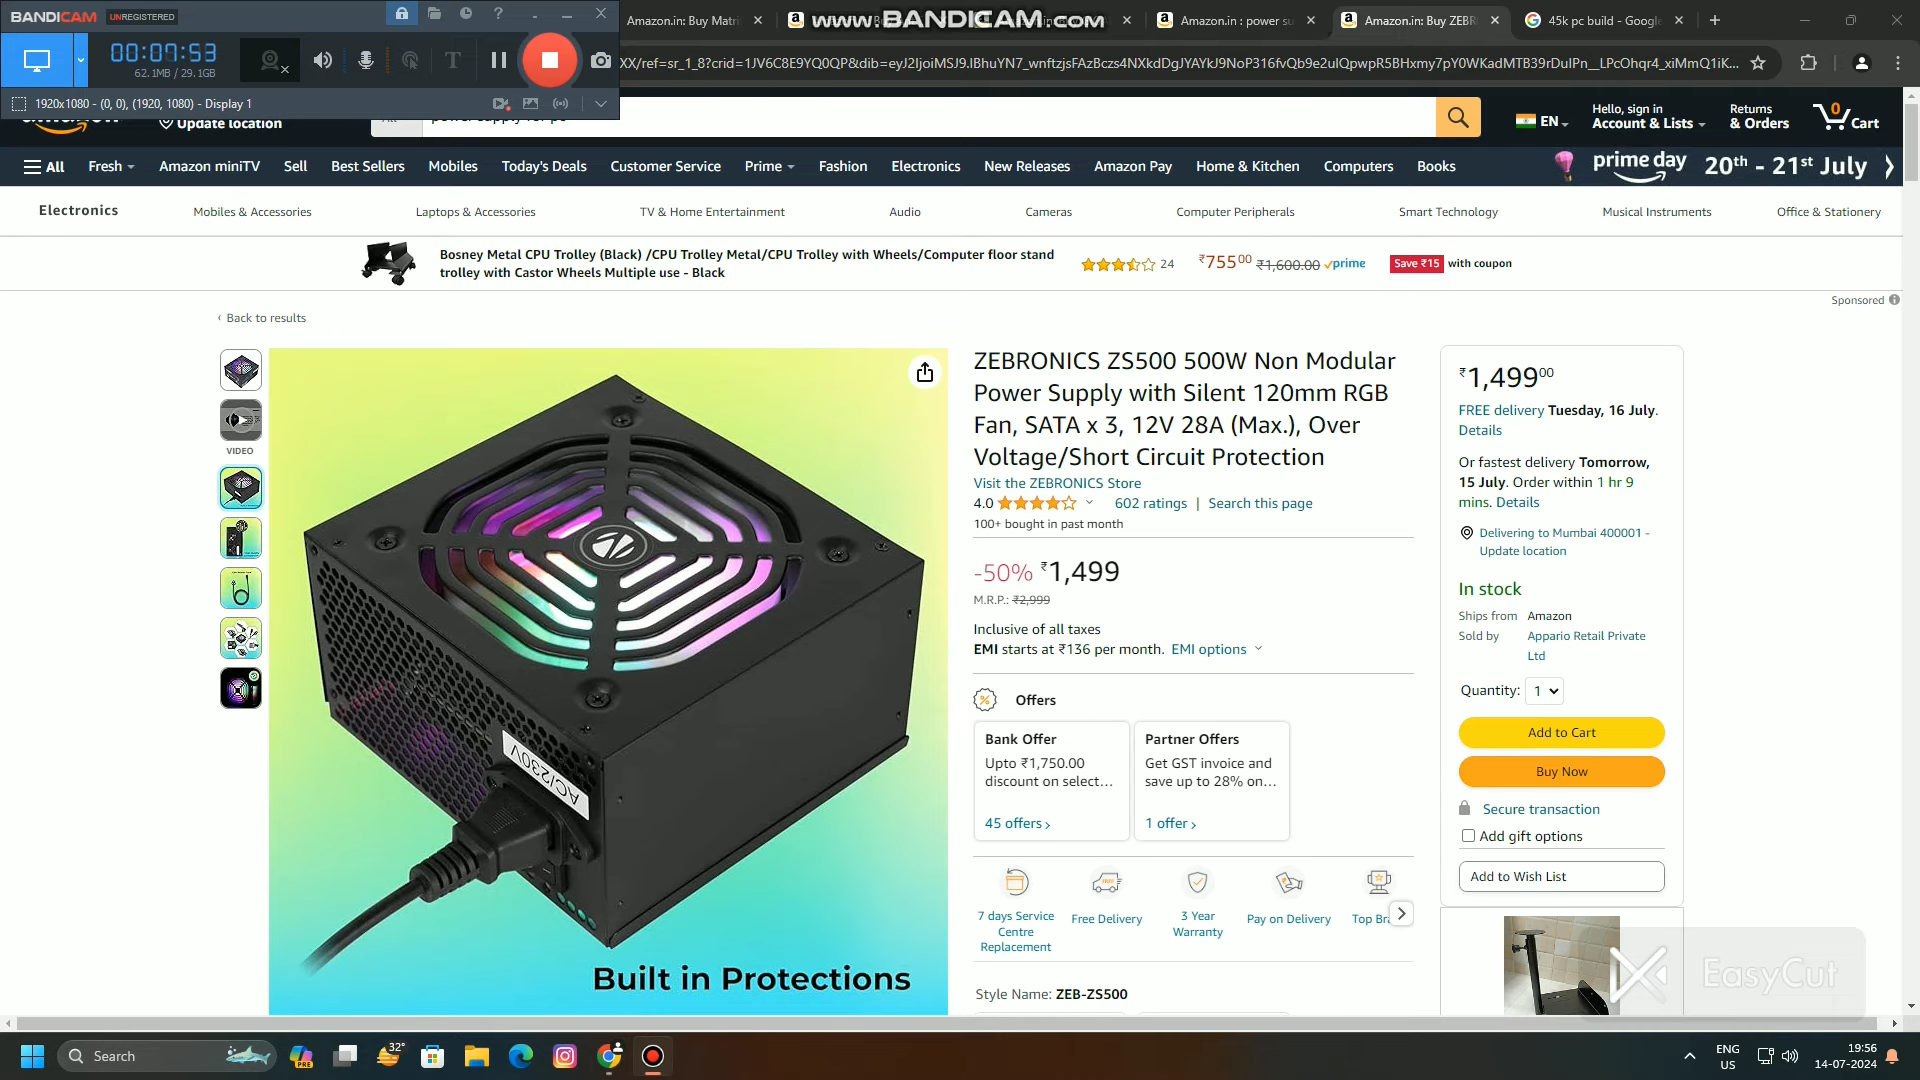 BANDICAM UNREGISTERED
00:07:53
62.1MB / 29.1GB
1920x1080 - (0, 0), (1920, 1080) - Display 1
www.BANDICAM.com
Amazon.in: Buy Matri
Amazon.in : power su
Amazon.in: Buy ZEBR
45k pc build - Google
Update location
EN
Hello, sign in
Account & Lists
Returns
& Orders
0
Cart
All
Fresh
Amazon miniTV
Sell
Best Sellers
Mobiles
Today's Deals
Customer Service
Prime
Fashion
Electronics
New Releases
Amazon Pay
Home & Kitchen
Computers
Books
prime day
20th - 21st July
Electronics
Mobiles & Accessories
Laptops & Accessories
TV & Home Entertainment
Audio
Cameras
Computer Peripherals
Smart Technology
Musical Instruments
Office & Stationery
Bosney Metal CPU Trolley (Black) /CPU Trolley Metal/CPU Trolley with Wheels/Computer floor stand
trolley with Castor Wheels Multiple use - Black
24
₹75500 ₹1,600.00 prime
Save ₹15 with coupon
Sponsored
‹ Back to results
VIDEO
AC/230V
Built in Protections
ZEBRONICS ZS500 500W Non Modular
Power Supply with Silent 120mm RGB
Fan, SATA x 3, 12V 28A (Max.), Over
Voltage/Short Circuit Protection
Visit the ZEBRONICS Store
4.0 602 ratings | Search this page
100+ bought in past month
-50% ₹1,499
M.R.P.: ₹2,999
Inclusive of all taxes
EMI starts at ₹136 per month. EMI options
Offers
Bank Offer
Upto ₹1,750.00
discount on select…
45 offers ›
Partner Offers
Get GST invoice and
save up to 28% on…
1 offer ›
7 days Service
Centre
Replacement
Free Delivery
3 Year
Warranty
Pay on Delivery
Top Br
Style Name: ZEB-ZS500
₹1,49900
FREE delivery Tuesday, 16 July.
Details
Or fastest delivery Tomorrow,
15 July. Order within 1 hr 9
mins. Details
Delivering to Mumbai 400001 -
Update location
In stock
Ships from Amazon
Sold by Appario Retail Private
Ltd
Quantity: 1
Add to Cart
Buy Now
Secure transaction
Add gift options
Add to Wish List
EasyCut
Search
PRE
32°
ENG
US
19:56
14-07-2024